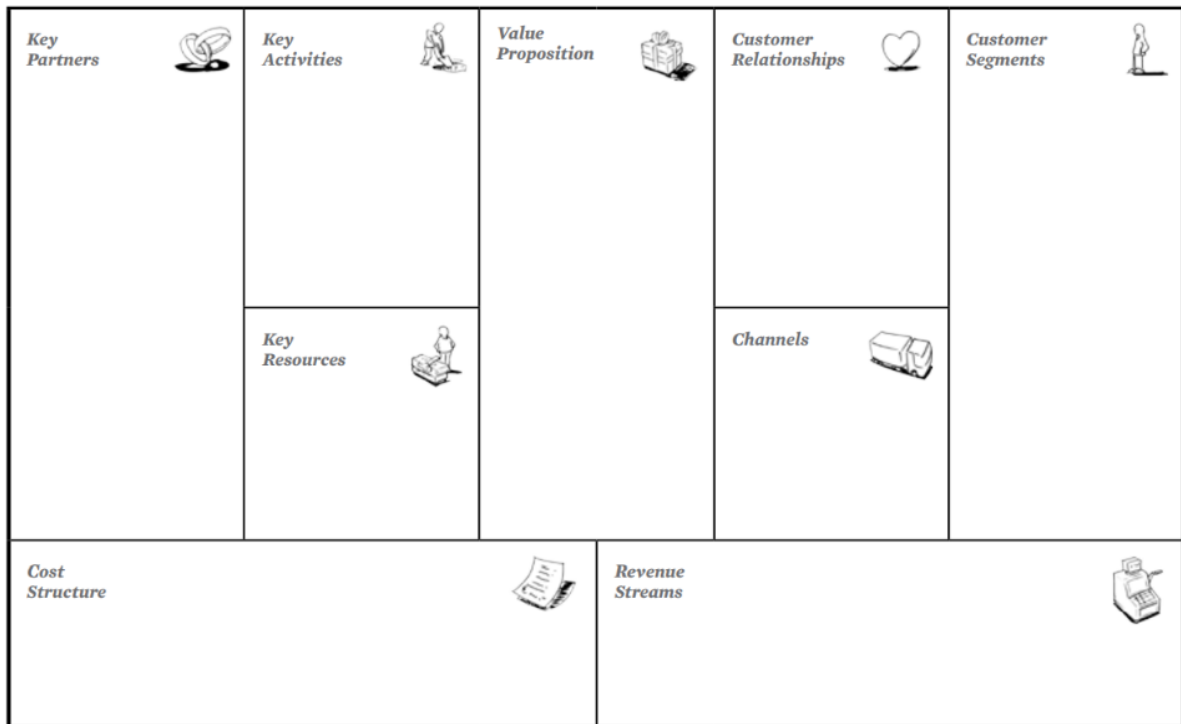 Key
Partners
Key
Activities
Value
Proposition
Customer
Relationships
Customer
Segments
Key
Resources
Channels
Cost
Structure
Revenue
Streams